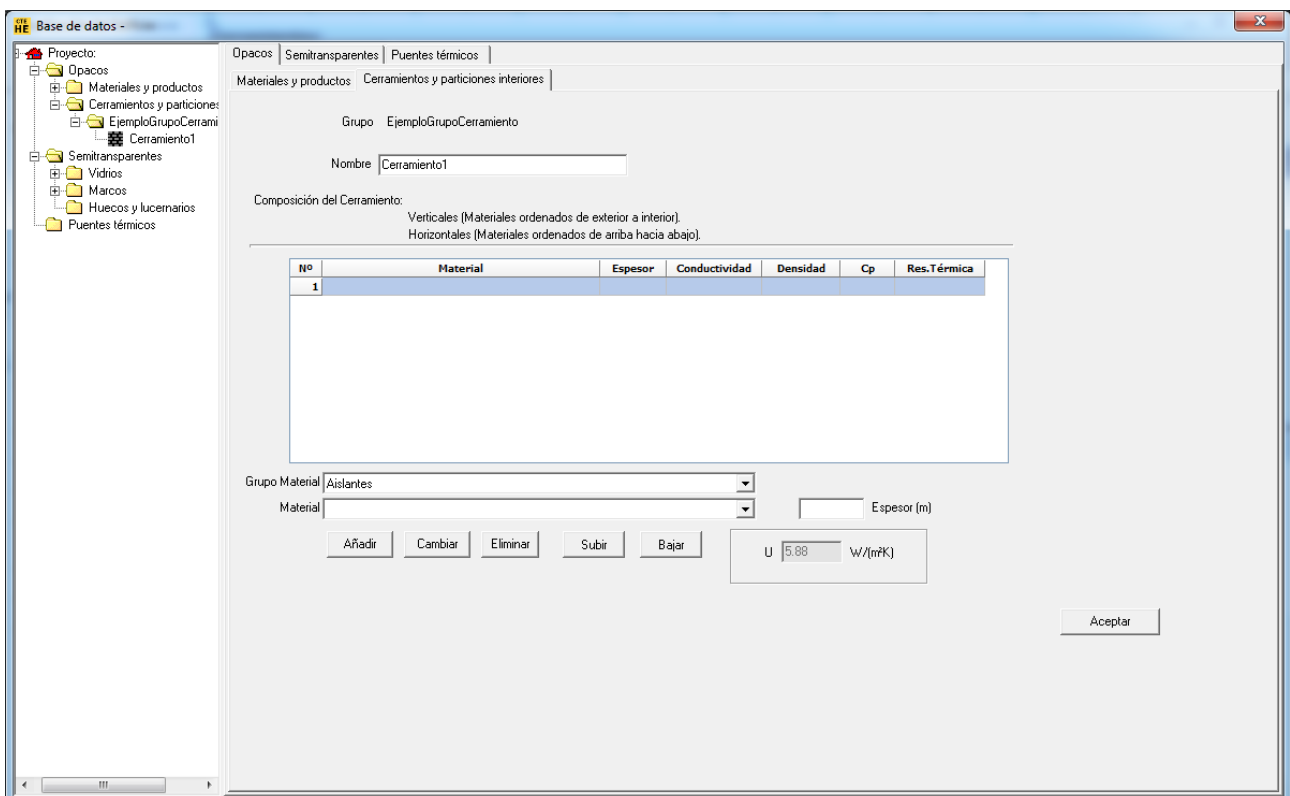 CTE HE Base de datos -
Proyecto:
Opacos
Materiales y productos
Cerramientos y particiones
EjemploGrupoCerrami
Cerramiento1
Semitransparentes
Vidrios
Marcos
Huecos y lucernarios
Puentes térmicos
Opacos Semitransparentes Puentes térmicos
Materiales y productos Cerramientos y particiones interiores
Grupo EjemploGrupoCerramiento
Nombre Cerramiento1
Composición del Cerramiento:
Verticales (Materiales ordenados de exterior a interior).
Horizontales (Materiales ordenados de arriba hacia abajo).
Nº Material Espesor Conductividad Densidad Cp Res.Térmica
1
Grupo Material Aislantes
Material Espesor (m)
Añadir Cambiar Eliminar Subir Bajar
U 5.88 W/(m²K)
Aceptar